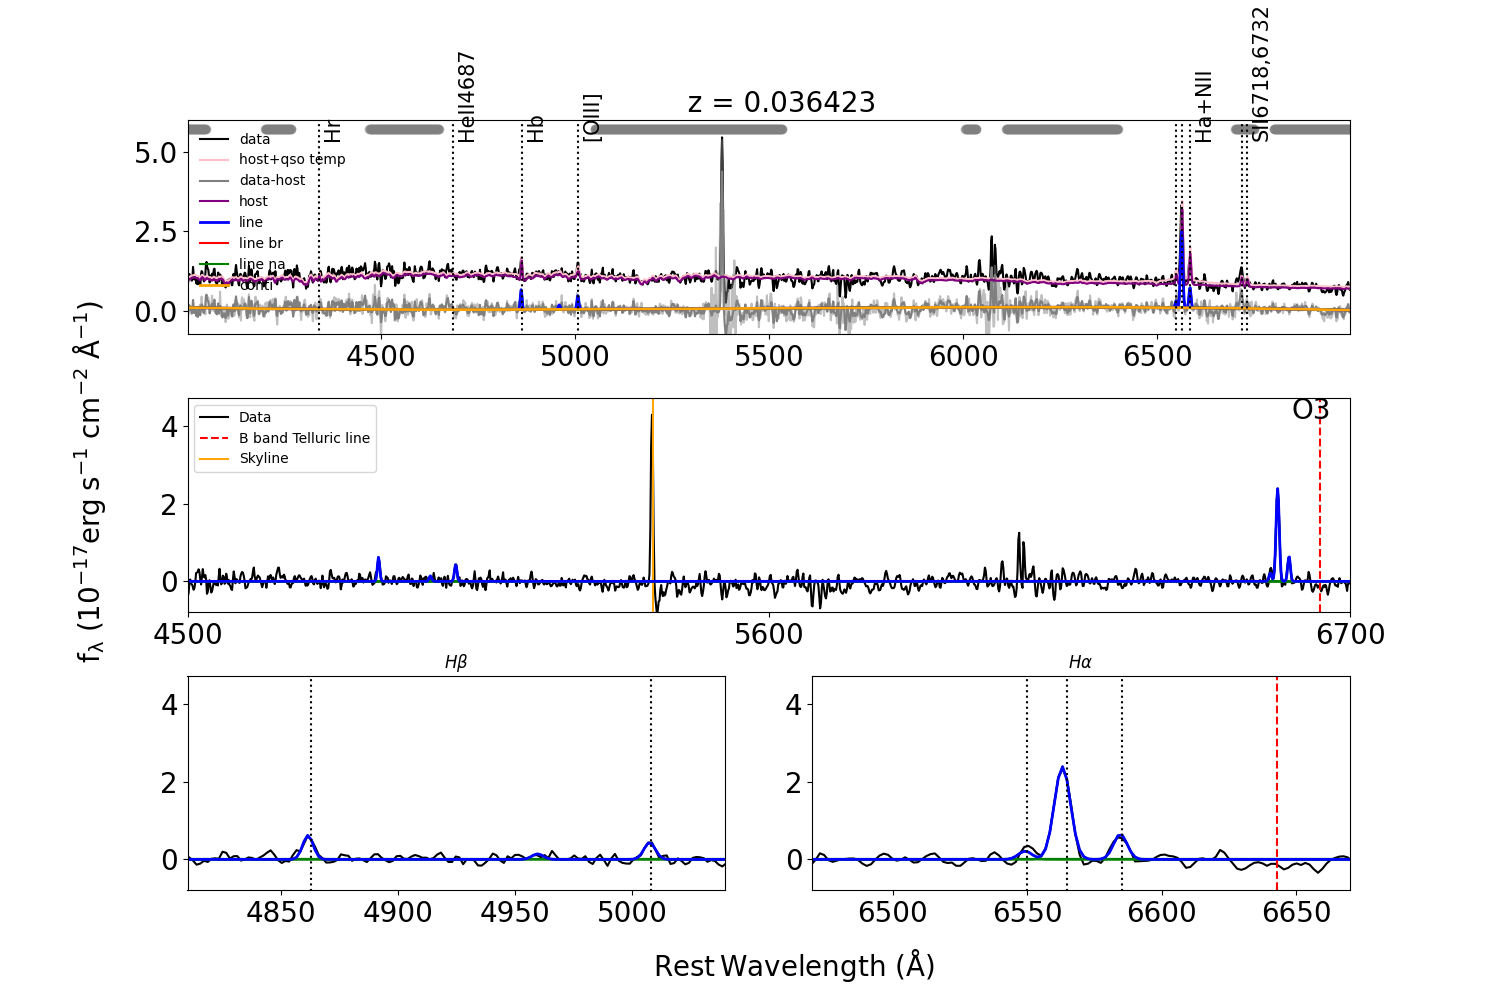 z = 0.036423
Hr
HeII4687
Hb
[OIII]
Ha+NII
SII6718,6732
data
host+qso temp
data-host
host
line
line br
line na
conti
5.0
2.5
0.0
4500
5000
5500
6000
6500
fλ (10⁻¹⁷erg s⁻¹ cm⁻² Å⁻¹)
O3
Data
B band Telluric line
Skyline
4
2
0
4500
5600
6700
Hβ
4
2
0
4850
4900
4950
5000
Hα
4
2
0
6500
6550
6600
6650
Rest Wavelength (Å)